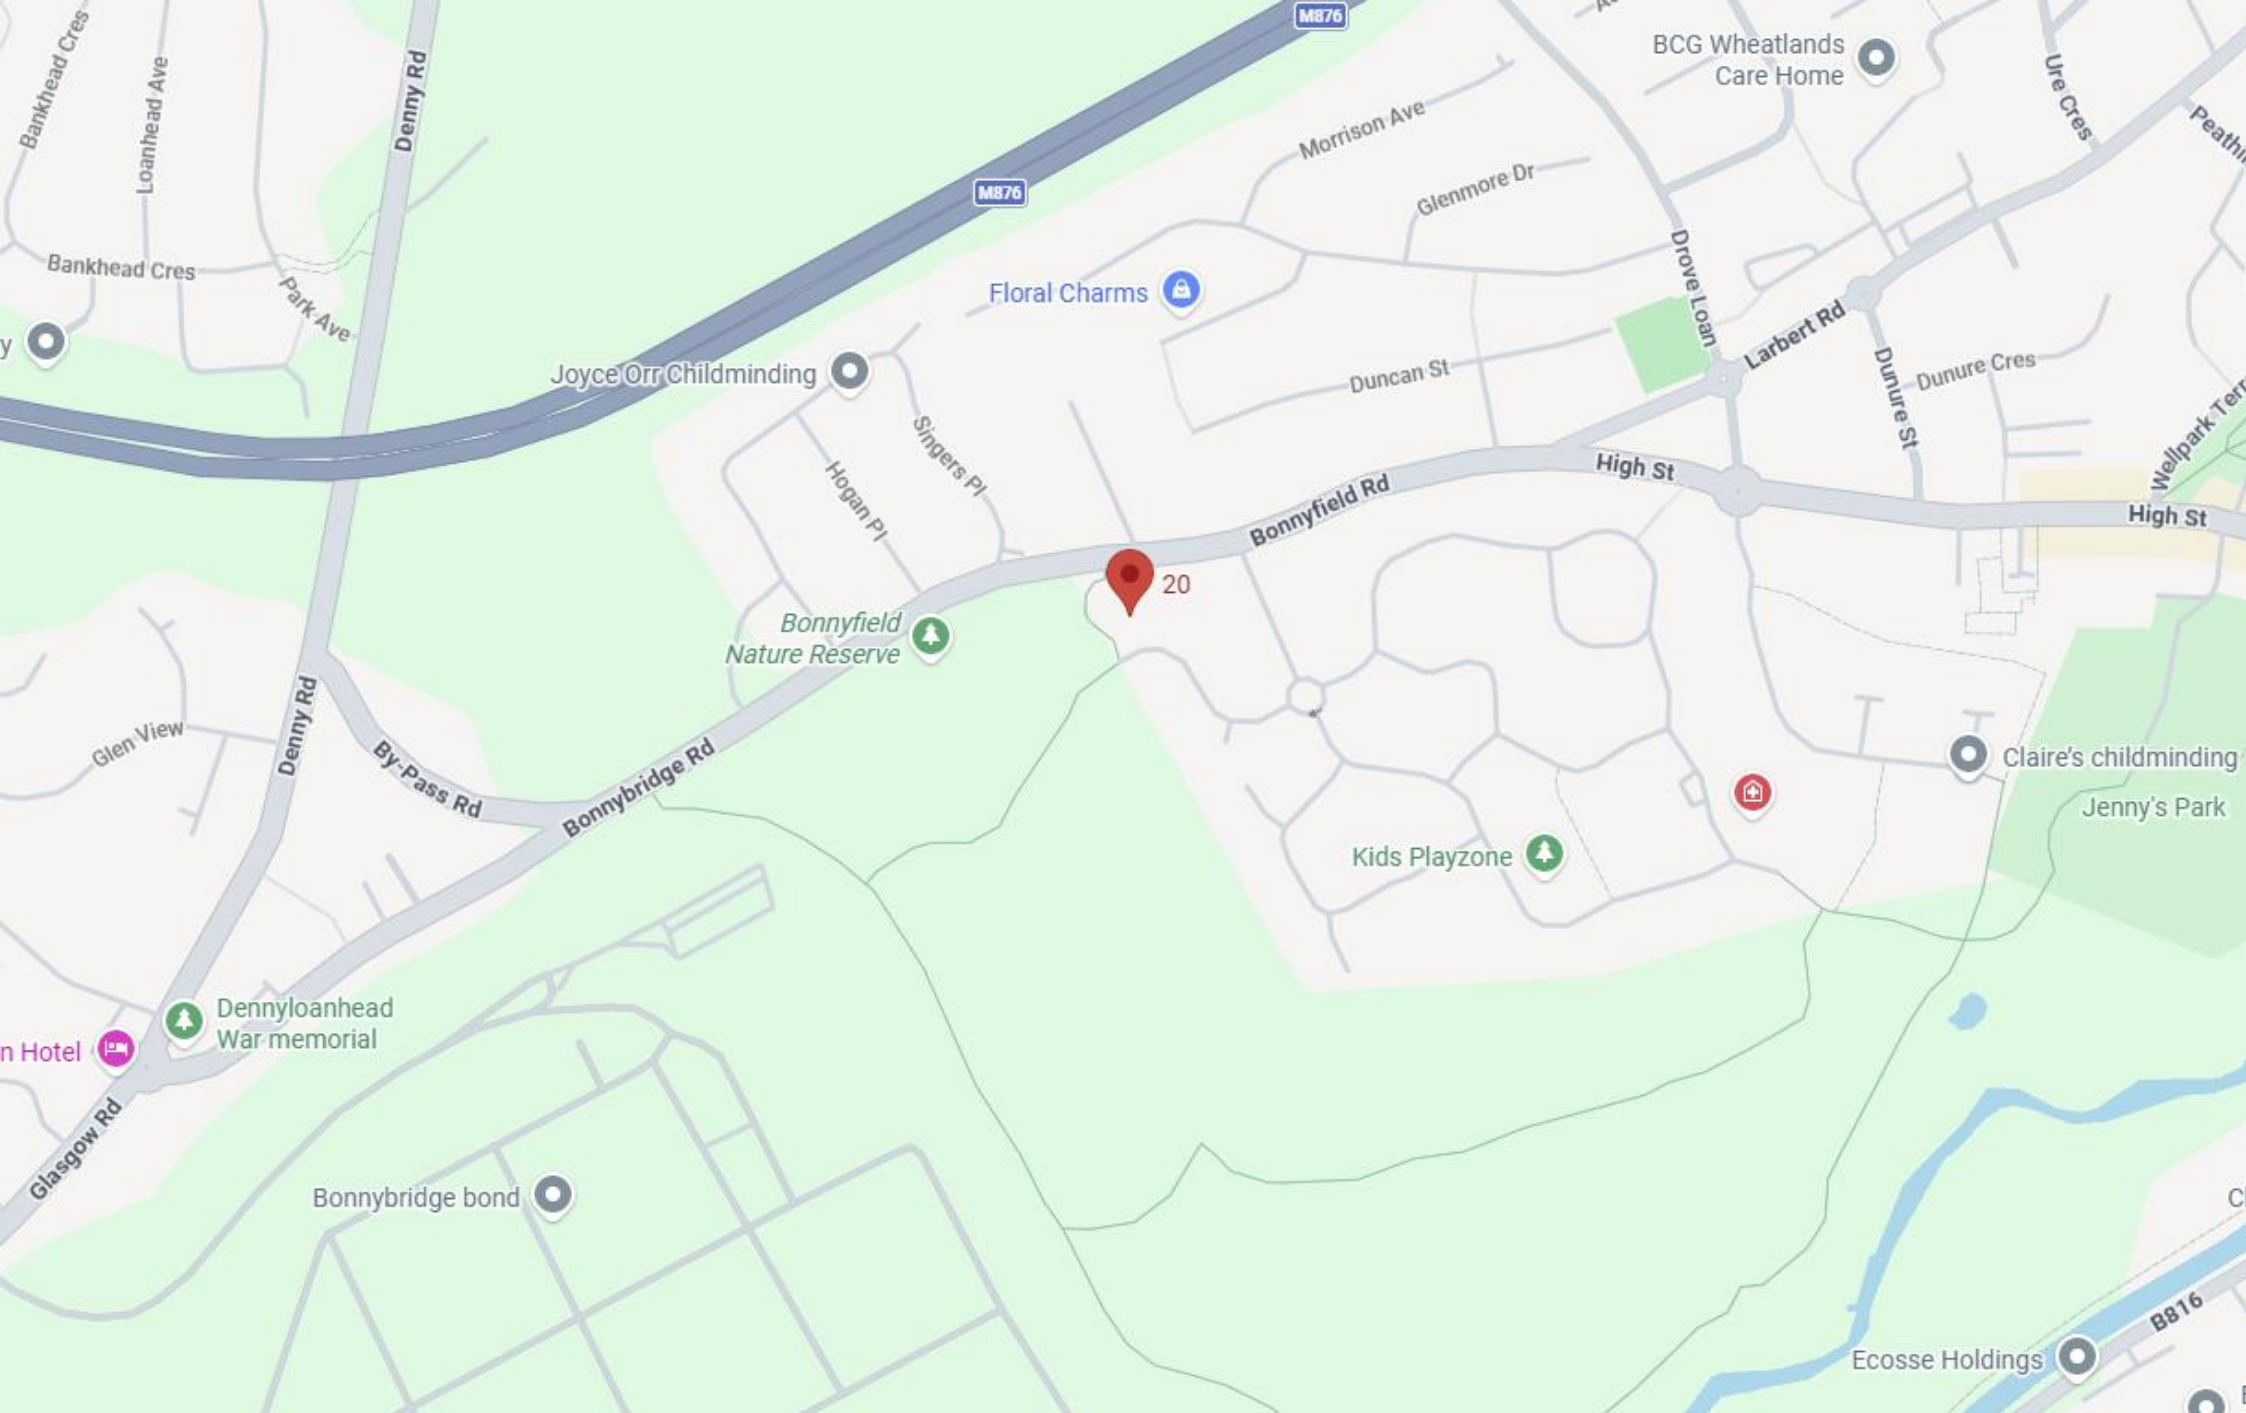 M876
BCG Wheatlands
Care Home
Bankhead Cres
Loanhead Ave
Denny Rd
Ure Cres
Morrison Ave
Peathi
M876
Glenmore Dr
Bankhead Cres
Park Ave
Floral Charms
Drove Loan
Larbert Rd
y
Joyce Orr Childminding
Duncan St
Dunure St
Dunure Cres
Wellpark Terr
Singers Pl
Hogan Pl
High St
Bonnyfield Rd
High St
20
Bonnyfield
Nature Reserve
Denny Rd
Glen View
By-Pass Rd
Bonnybridge Rd
Claire's childminding
Jenny's Park
Kids Playzone
Dennyloanhead
War memorial
n Hotel
Glasgow Rd
Bonnybridge bond
B816
Ecosse Holdings